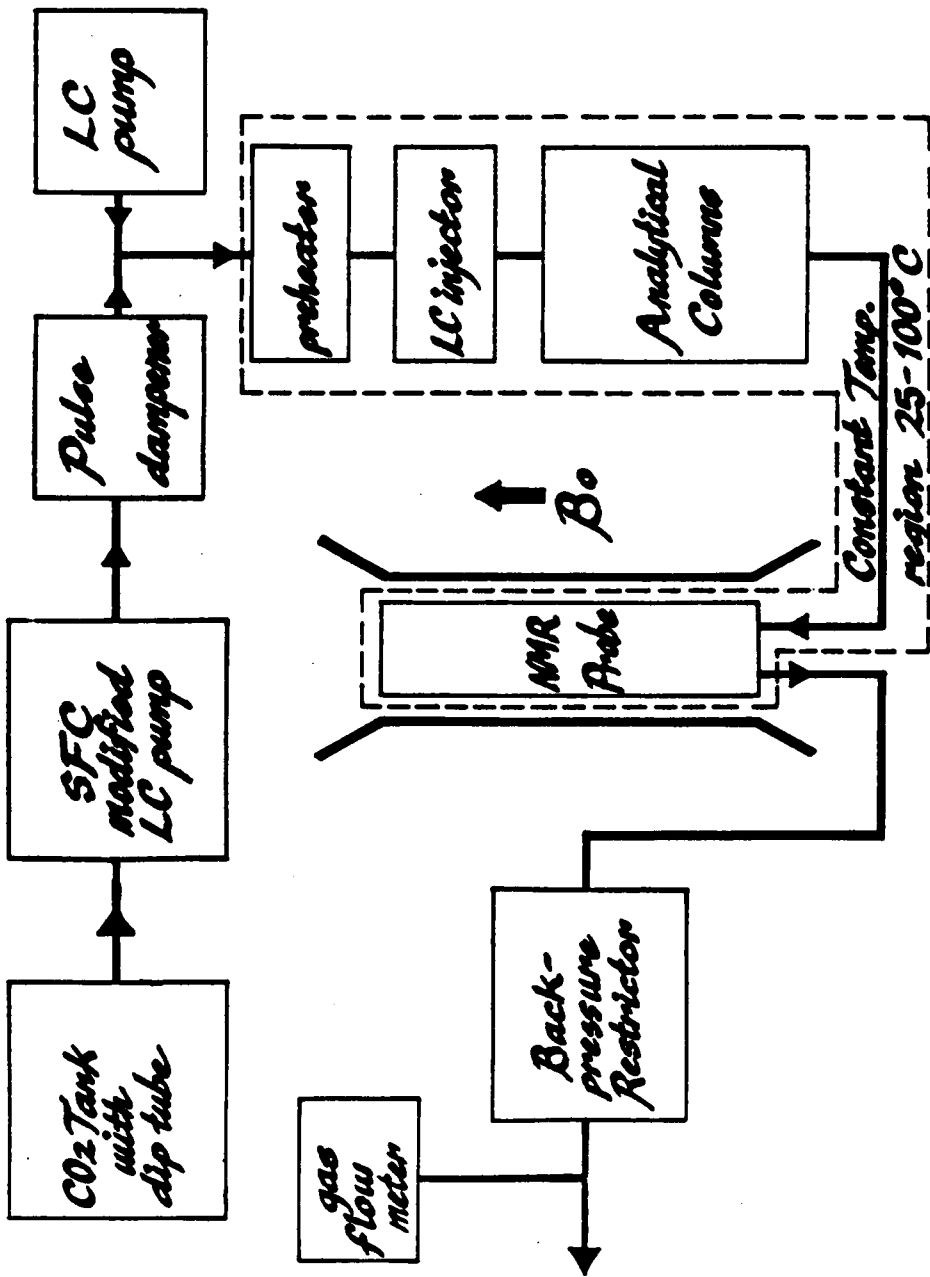 CO2 Tank
with
dip tube
SFC
modified
LC pump
Pulse
dampener
LC
pump
preheater
LC injector
Analytical
Columns
Constant Temp.
region 25-100°C
B0
NMR
Probe
Back-
pressure
Restrictor
gas
flow
meter